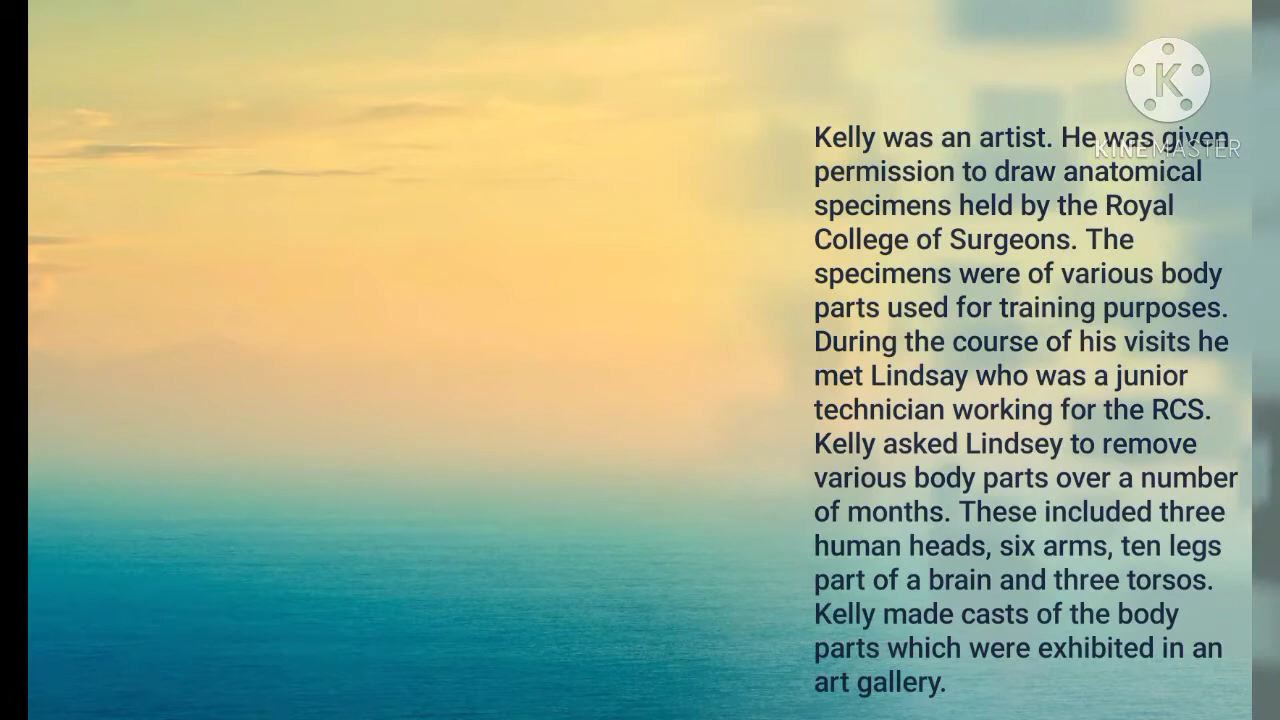 K
KINEMASTER
Kelly was an artist. He was given
permission to draw anatomical
specimens held by the Royal
College of Surgeons. The
specimens were of various body
parts used for training purposes.
During the course of his visits he
met Lindsay who was a junior
technician working for the RCS.
Kelly asked Lindsey to remove
various body parts over a number
of months. These included three
human heads, six arms, ten legs
part of a brain and three torsos.
Kelly made casts of the body
parts which were exhibited in an
art gallery.